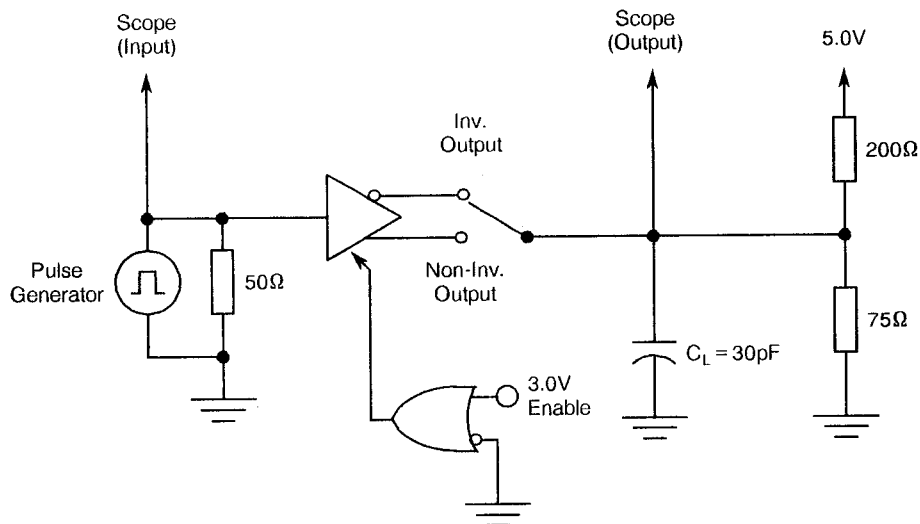 Scope
(Input)
Scope
(Output)
5.0V
Inv.
Output
200Ω
Pulse
Generator
50Ω
Non-Inv.
Output
75Ω
C_L = 30pF
3.0V
Enable